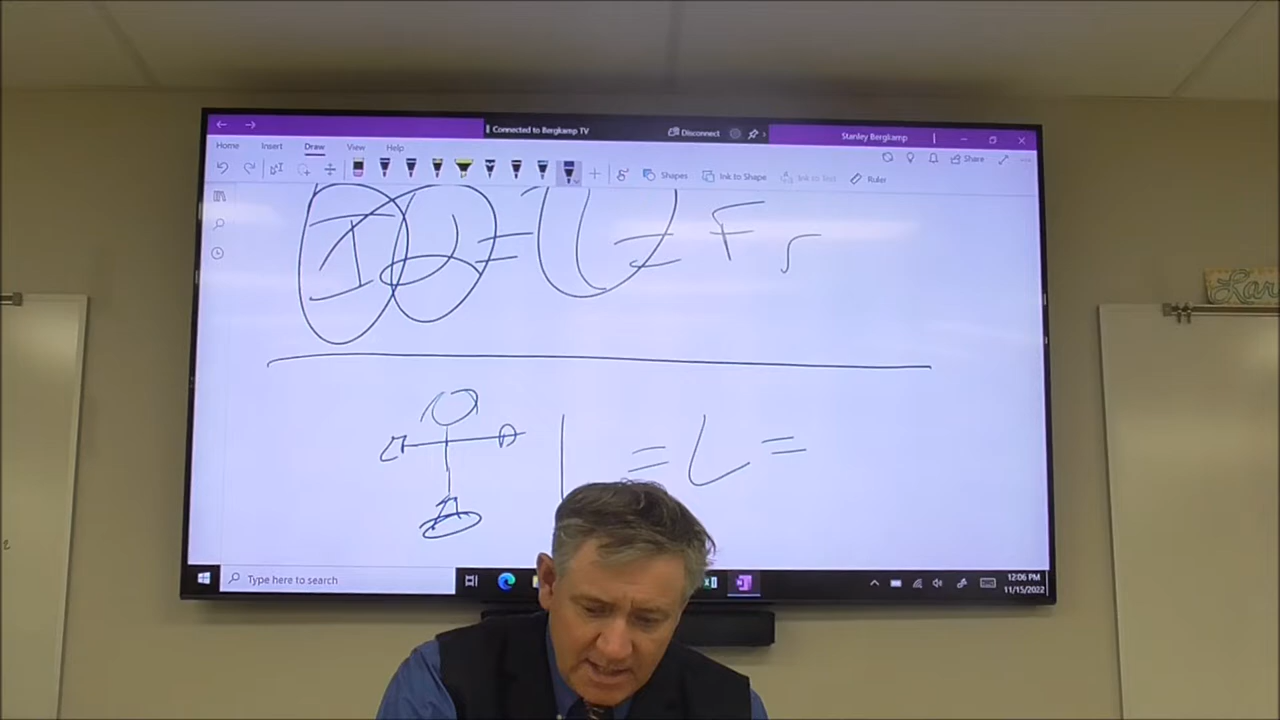 Connected to Bergkamp TV
Disconnect
Stanley Bergkamp
Home Insert Draw View Help
Share
Shapes
Ink to Shape
Ink to Text
Ruler
I ω = L = F r
L = L =
Type here to search
12:06 PM
11/15/2022